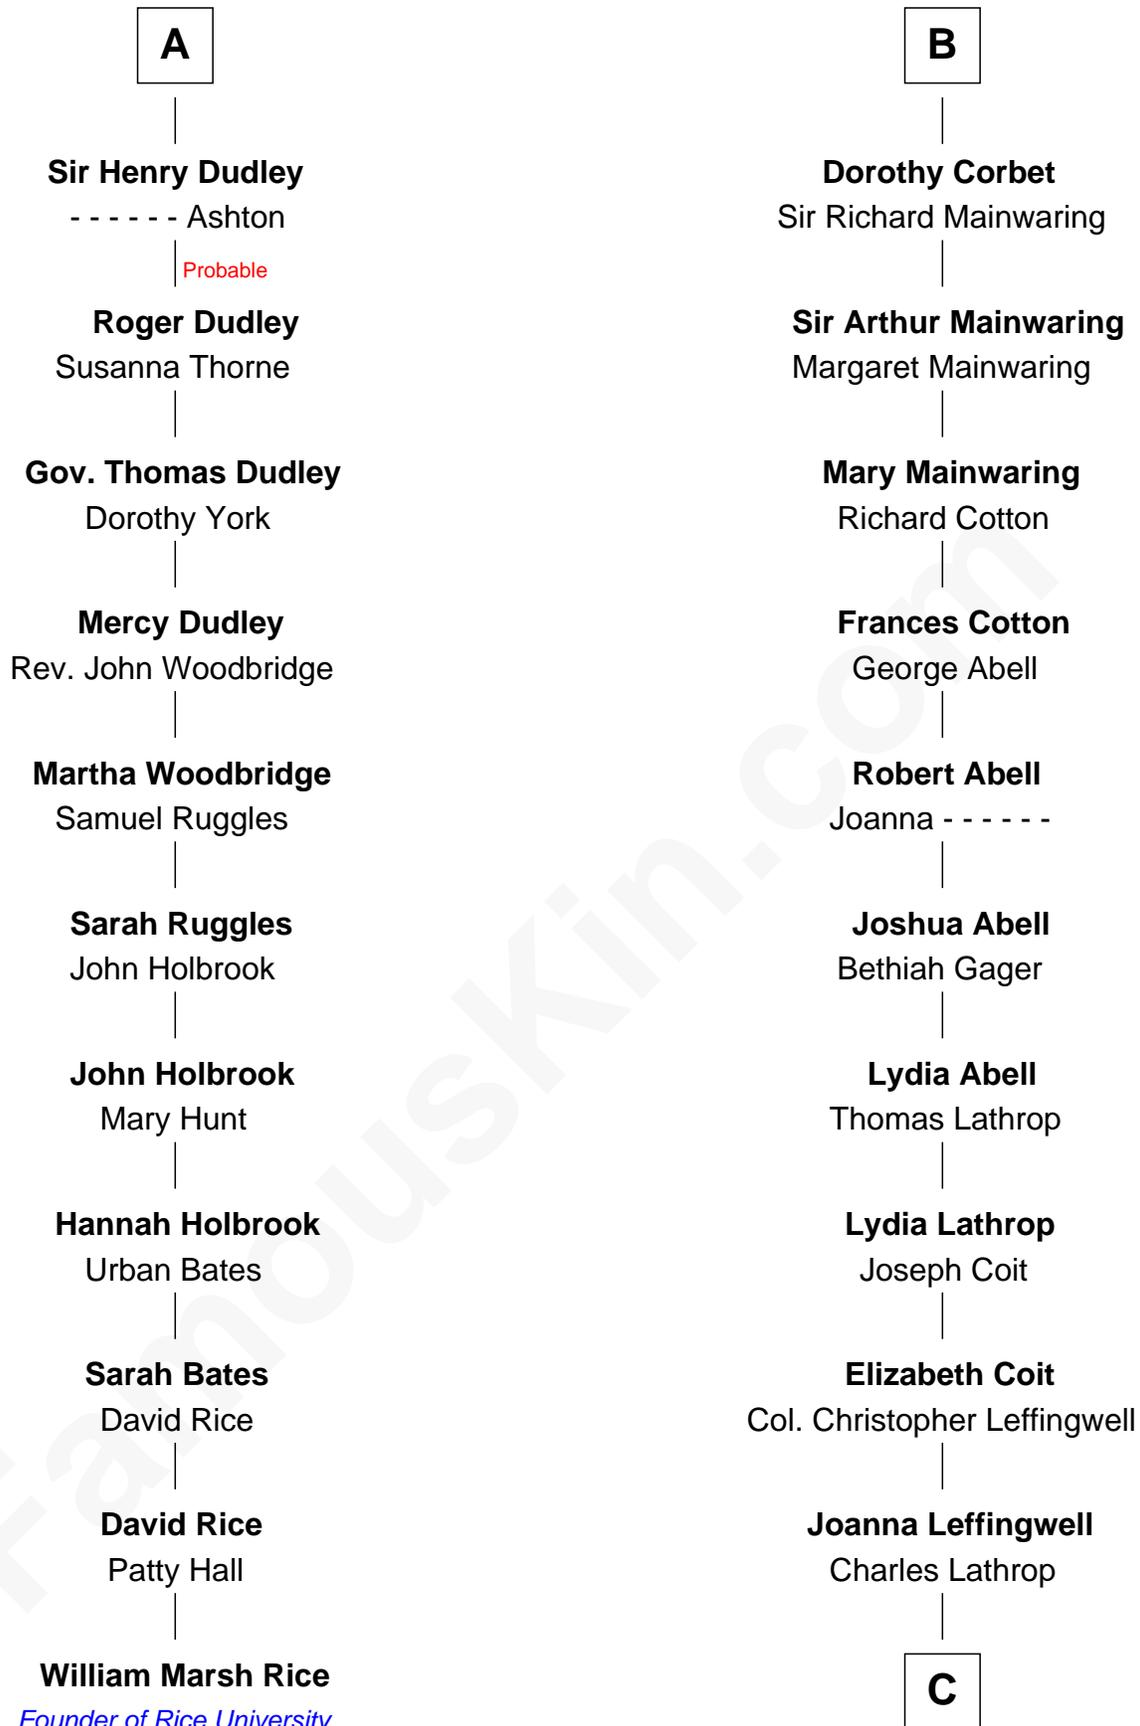 A
Sir Henry Dudley
- - - - - - Ashton
Probable
Roger Dudley
Susanna Thorne
Gov. Thomas Dudley
Dorothy York
Mercy Dudley
Rev. John Woodbridge
Martha Woodbridge
Samuel Ruggles
Sarah Ruggles
John Holbrook
John Holbrook
Mary Hunt
Hannah Holbrook
Urban Bates
Sarah Bates
David Rice
David Rice
Patty Hall
William Marsh Rice
Founder of Rice University
B
Dorothy Corbet
Sir Richard Mainwaring
Sir Arthur Mainwaring
Margaret Mainwaring
Mary Mainwaring
Richard Cotton
Frances Cotton
George Abell
Robert Abell
Joanna - - - - - -
Joshua Abell
Bethiah Gager
Lydia Abell
Thomas Lathrop
Lydia Lathrop
Joseph Coit
Elizabeth Coit
Col. Christopher Leffingwell
Joanna Leffingwell
Charles Lathrop
C
FamousKin.com